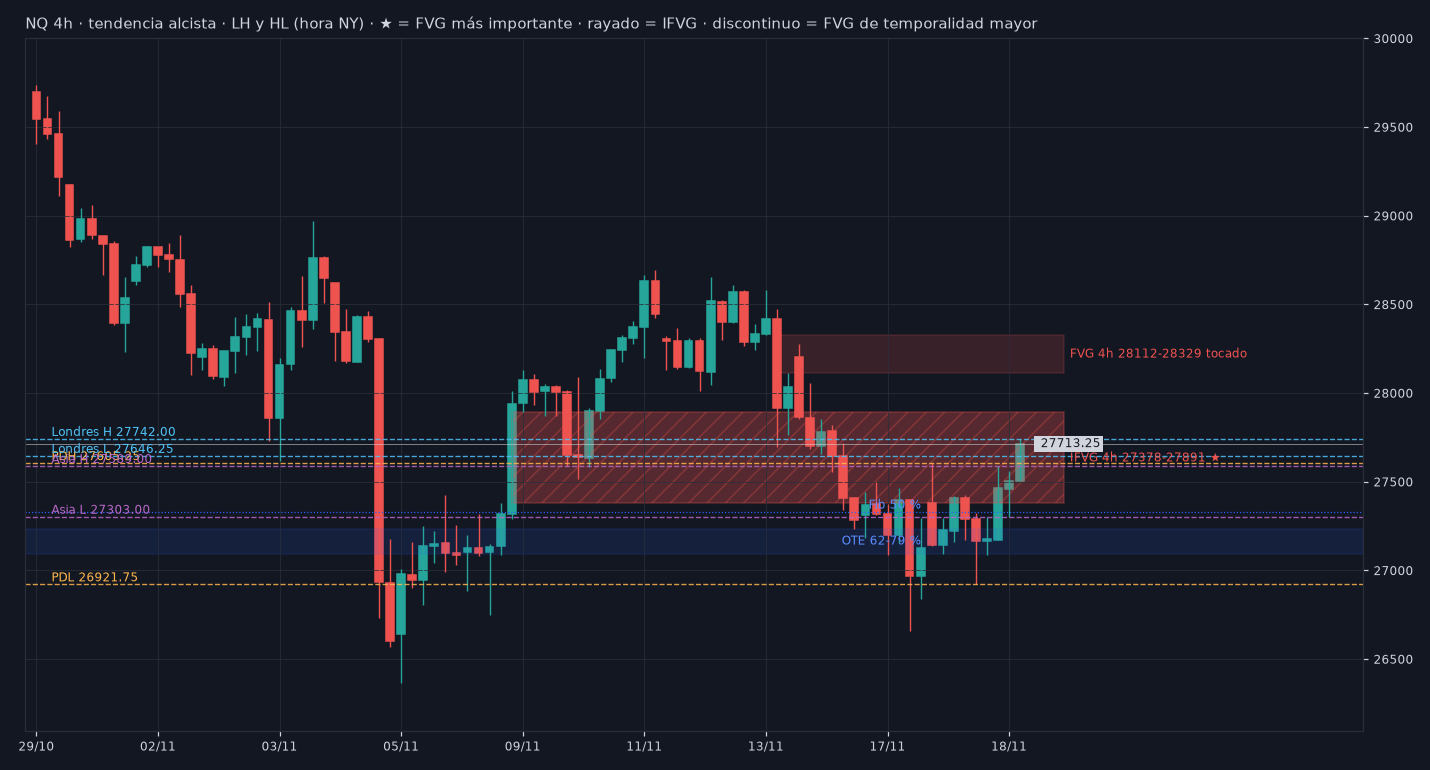 NQ 4h · tendencia alcista · LH y HL (hora NY) · ★ = FVG más importante · rayado = IFVG · discontinuo = FVG de temporalidad mayor
30000
29500
29000
28500
FVG 4h 28112-28329 tocado
28000
Londres H 27742.00
27713.25
Londres L 27646.25
IFVG 4h 27378-27891 ★
27500
Asia L 27303.00
Fib 50 %
OTE 62-79 %
27000
PDL 26921.75
26500
29/10
02/11
03/11
05/11
09/11
11/11
13/11
17/11
18/11